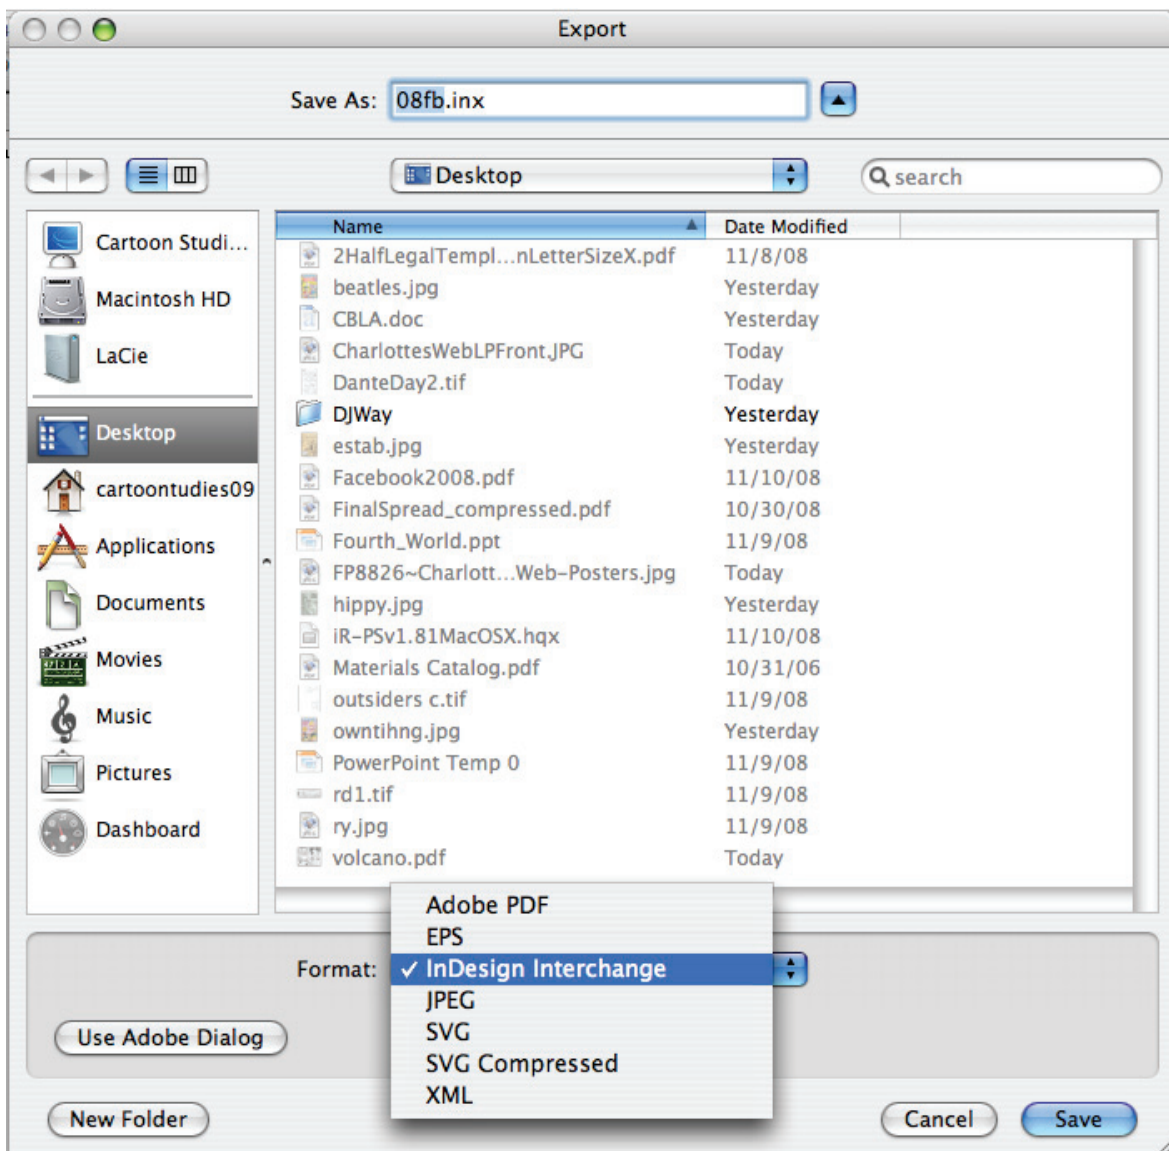 Export
Save As: 08fb.inx
Desktop
search
Cartoon Studi...
Macintosh HD
LaCie
Desktop
cartoontudies09
Applications
Documents
Movies
Music
Pictures
Dashboard
Name Date Modified
2HalfLegalTempl...nLetterSizeX.pdf 11/8/08
beatles.jpg Yesterday
CBLA.doc Yesterday
CharlottesWebLPFront.JPG Today
DanteDay2.tif Today
DJWay Yesterday
estab.jpg Yesterday
Facebook2008.pdf 11/10/08
FinalSpread_compressed.pdf 10/30/08
Fourth_World.ppt 11/9/08
FP8826~Charlott...Web-Posters.jpg Today
hippy.jpg Yesterday
iR-PSv1.81MacOSX.hqx 11/10/08
Materials Catalog.pdf 10/31/06
outsiders c.tif 11/9/08
owntihng.jpg Yesterday
PowerPoint Temp 0 11/9/08
rd1.tif 11/9/08
ry.jpg 11/9/08
volcano.pdf Today
Format:
Adobe PDF
EPS
✓ InDesign Interchange
JPEG
SVG
SVG Compressed
XML
Use Adobe Dialog
New Folder
Cancel
Save